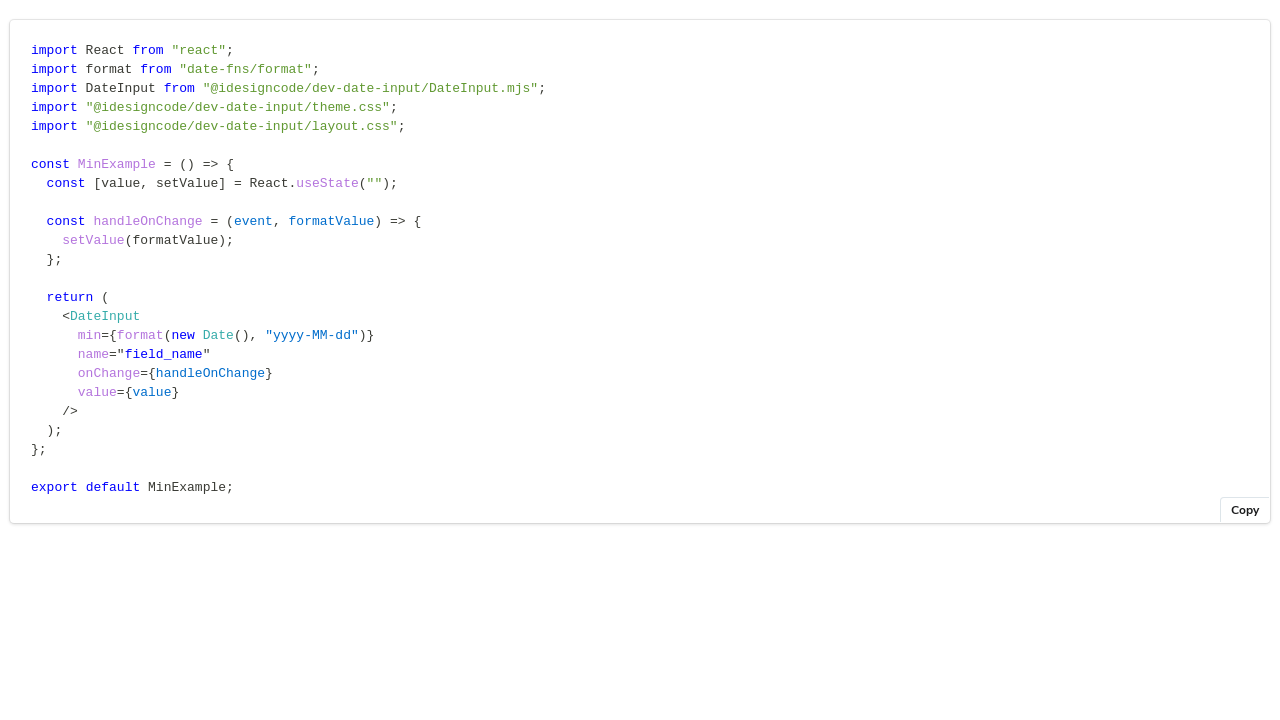 import React from "react";
import format from "date-fns/format";
import DateInput from "@idesigncode/dev-date-input/DateInput.mjs";
import "@idesigncode/dev-date-input/theme.css";
import "@idesigncode/dev-date-input/layout.css";

const MinExample = () => {
  const [value, setValue] = React.useState("");

  const handleOnChange = (event, formatValue) => {
    setValue(formatValue);
  };

  return (
    <DateInput
      min={format(new Date(), "yyyy-MM-dd")}
      name="field_name"
      onChange={handleOnChange}
      value={value}
    />
  );
};

export default MinExample;
Copy